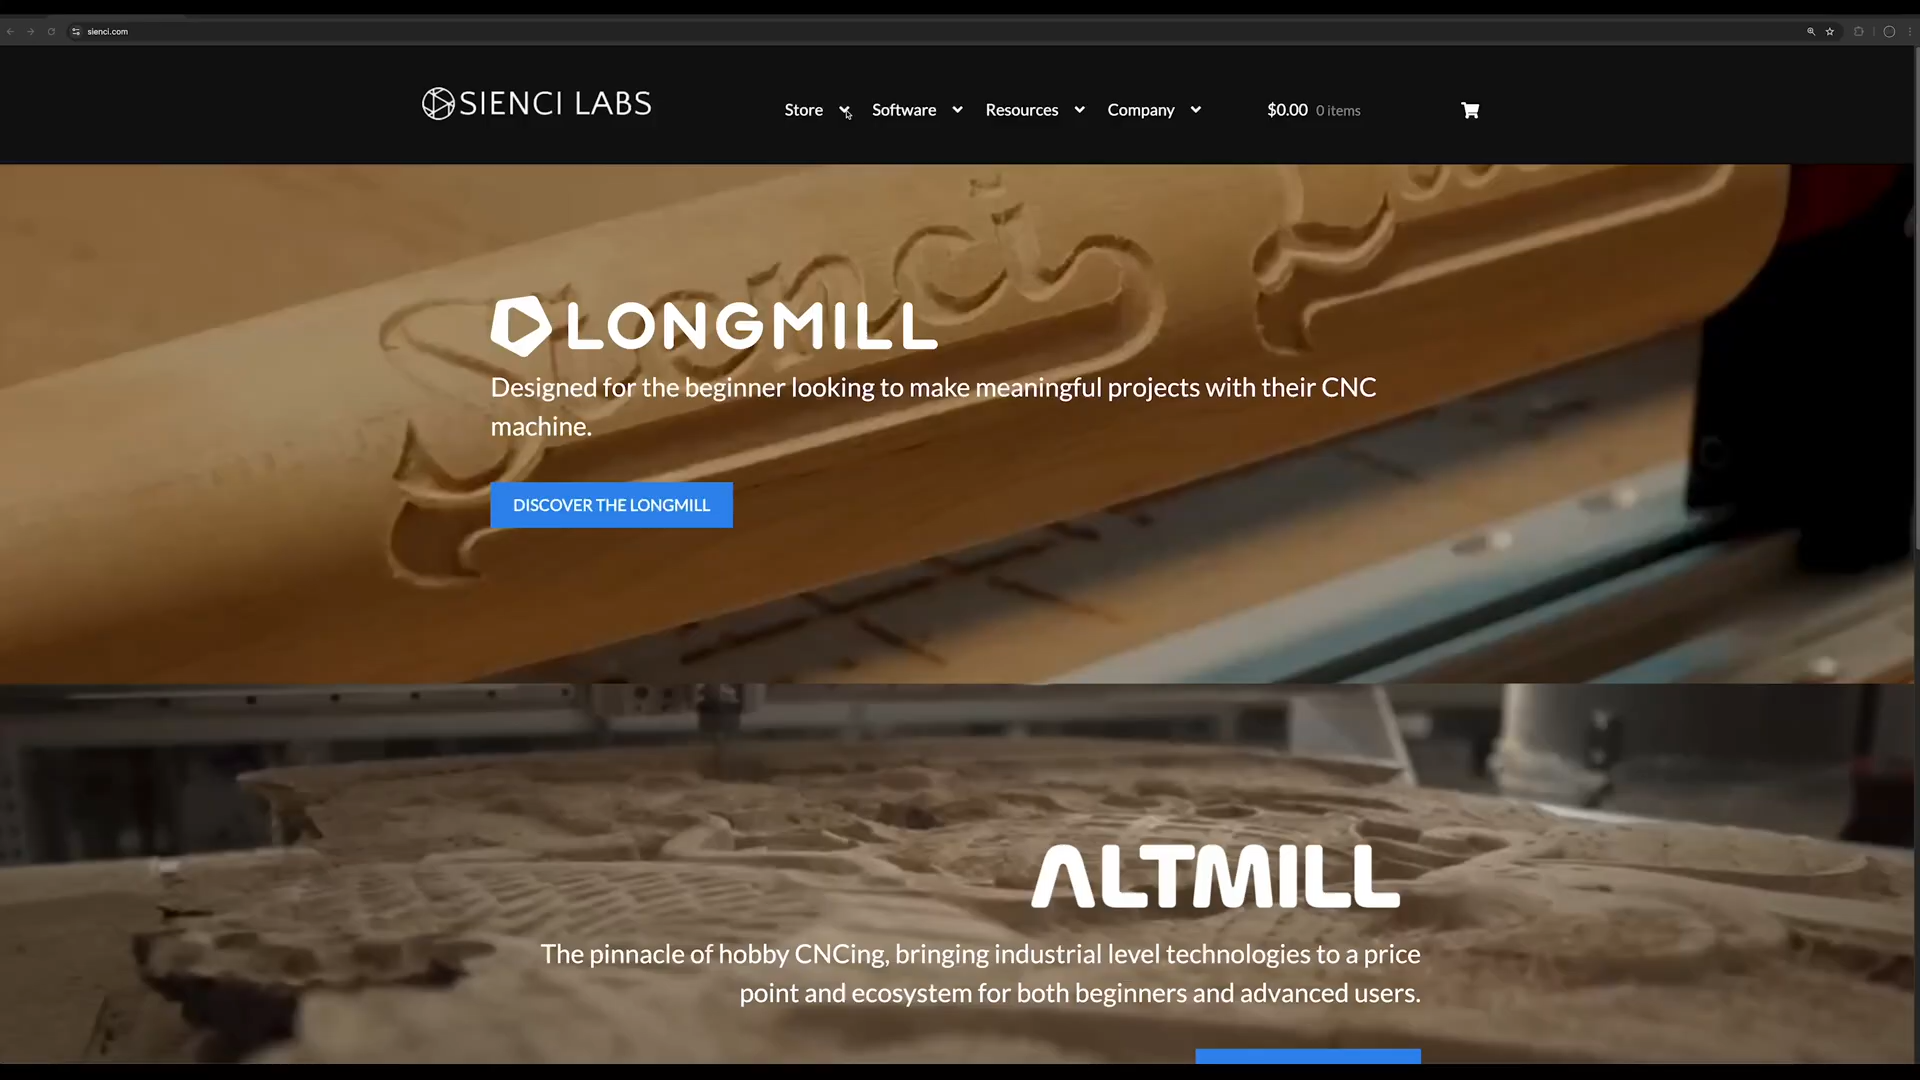 sienci.com
SIENCI LABS
Store
Software
Resources
Company
$0.00 0 items
Sienci
LONGMILL
Designed for the beginner looking to make meaningful projects with their CNC
machine.
DISCOVER THE LONGMILL
ALTMILL
The pinnacle of hobby CNCing, bringing industrial level technologies to a price
point and ecosystem for both beginners and advanced users.